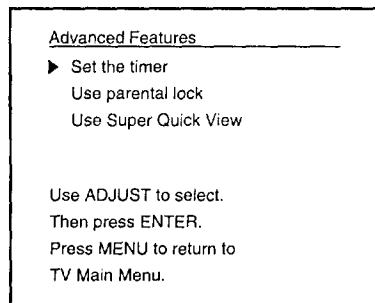 Advanced Features
▶ Set the timer
Use parental lock
Use Super Quick View
Use ADJUST to select.
Then press ENTER.
Press MENU to return to
TV Main Menu.